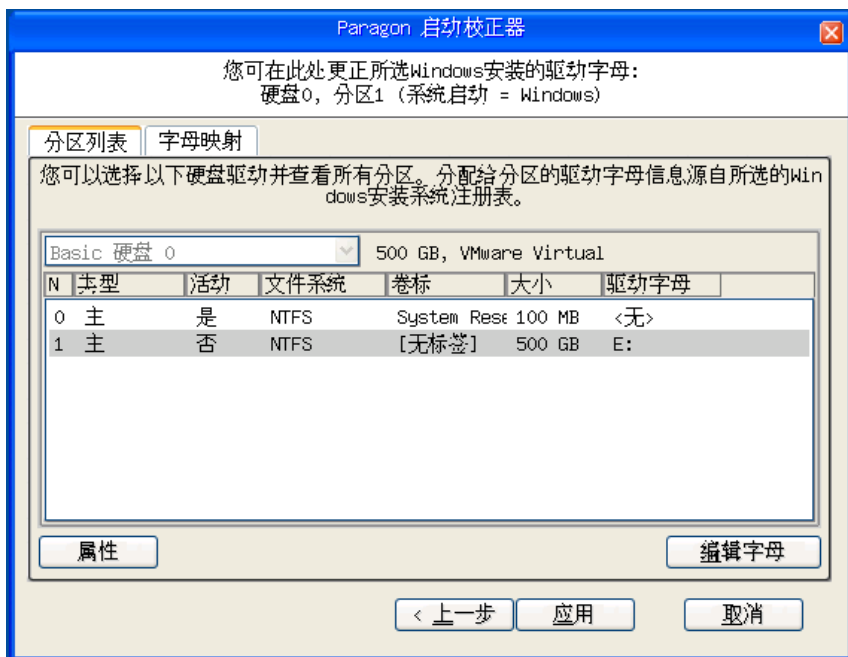 Paragon 启动校正器
您可在此处更正所选Windows安装的驱动字母:
硬盘0, 分区1 (系统启动 = Windows)
分区列表 字母映射
您可以选择以下硬盘驱动并查看所有分区。分配给分区的驱动字母信息源自所选的Win
dows安装系统注册表。
Basic 硬盘 0 500 GB, VMware Virtual
N 类型 活动 文件系统 卷标 大小 驱动字母
0 主 是 NTFS System Rese 100 MB <无>
1 主 否 NTFS [无标签] 500 GB E:
属性 编辑字母
< 上一步 应用 取消